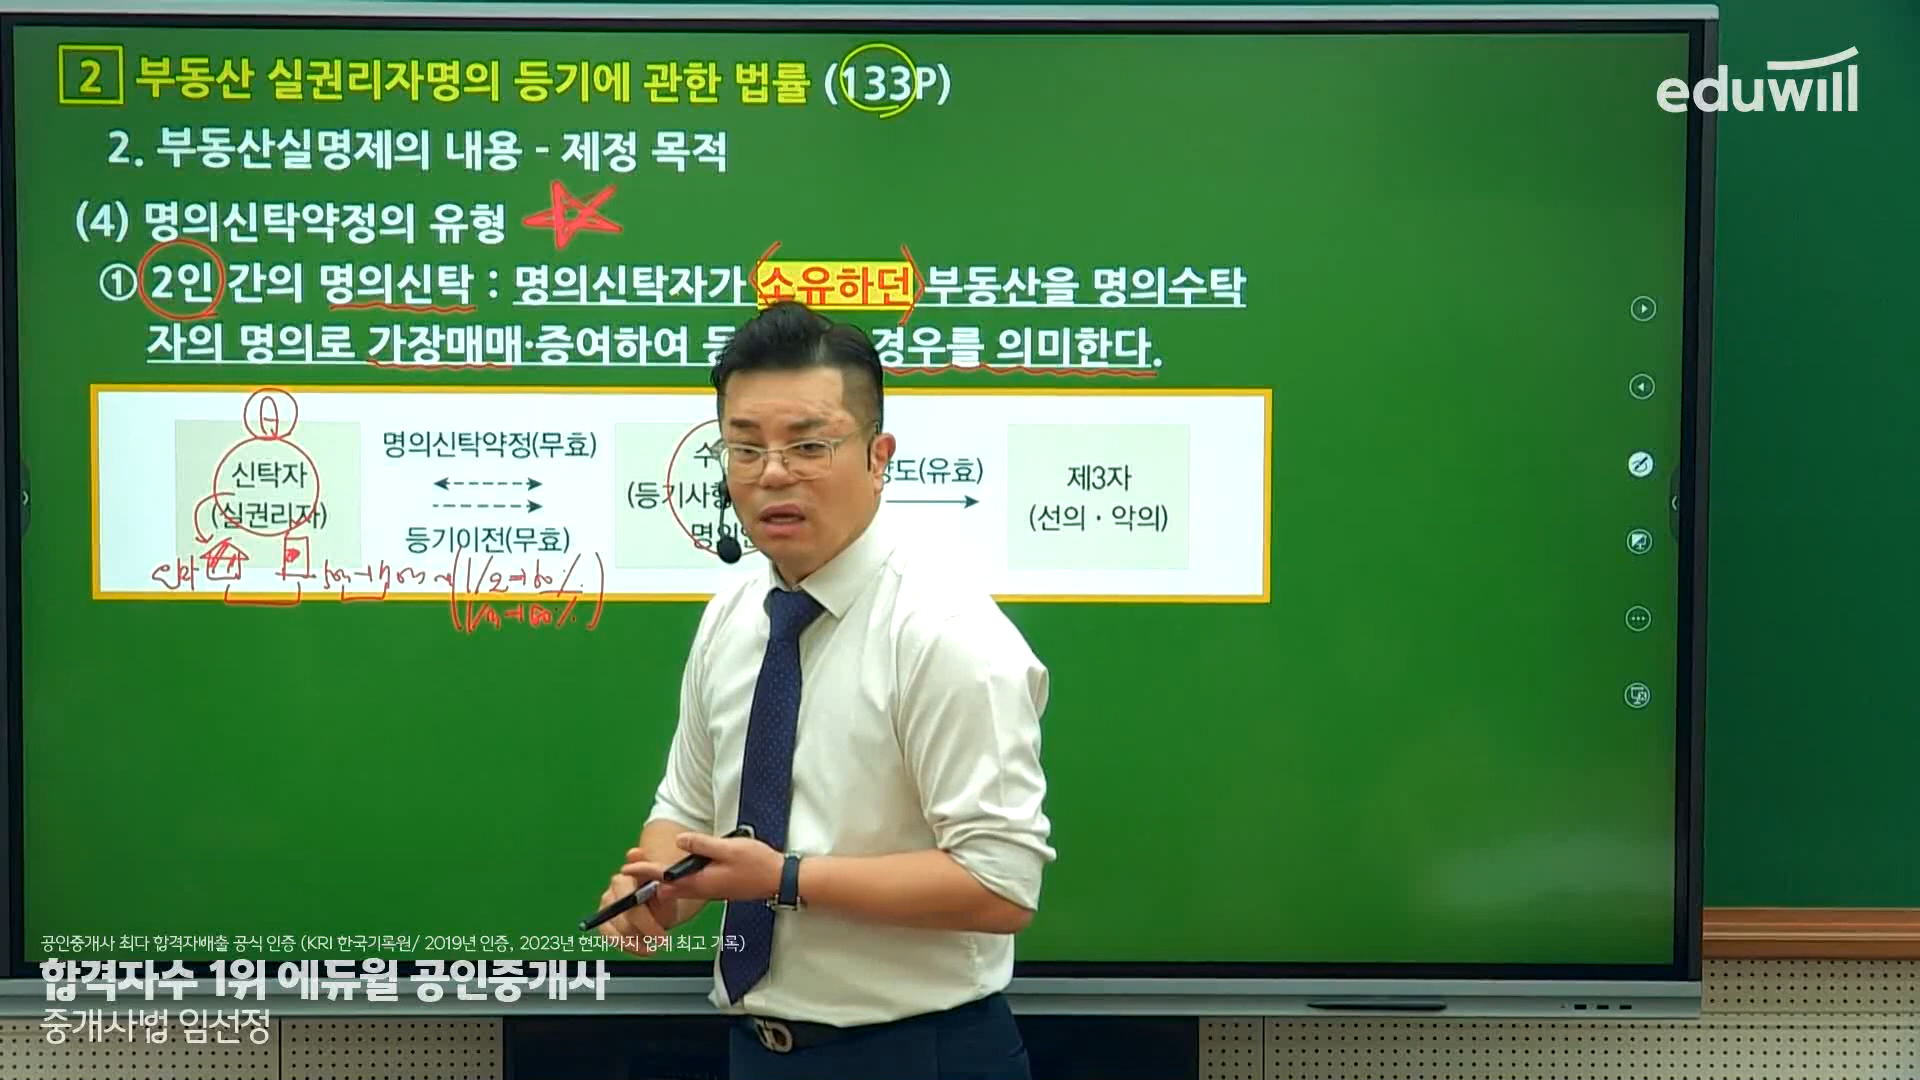 2 부동산 실권리자명의 등기에 관한 법률 (133P)
eduwill
2. 부동산실명제의 내용 - 제정 목적
(4) 명의신탁약정의 유형
① 2인 간의 명의신탁 : 명의신탁자가 소유하던 부동산을 명의수탁
자의 명의로 가장매매·증여하여 경우를 의미한다.
A
신탁자
(실권리자)
명의신탁약정(무효)
등기이전(무효)
수
(등기사항
도(유효)
제3자
(선의 · 악의)
1/2→60%
공인중개사 최다 합격자배출 공식 인증 (KRI 한국기록원/ 2019년 인증, 2023년 현재까지 업계 최고 기록)
합격자수 1위 에듀윌 공인중개사
중개사법 임선정